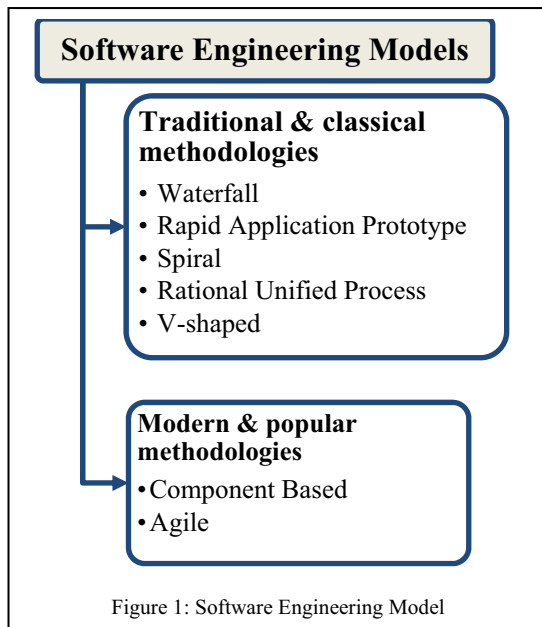 Software Engineering Models
Traditional & classical
methodologies
• Waterfall
• Rapid Application Prototype
• Spiral
• Rational Unified Process
• V-shaped
Modern & popular
methodologies
• Component Based
• Agile
Figure 1: Software Engineering Model